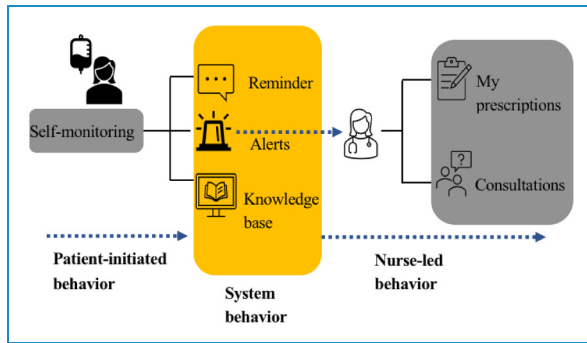 Self-monitoring
Reminder
Alerts
Knowledge
base
My
prescriptions
?
Consultations
Patient-initiated
behavior
System
behavior
Nurse-led
behavior